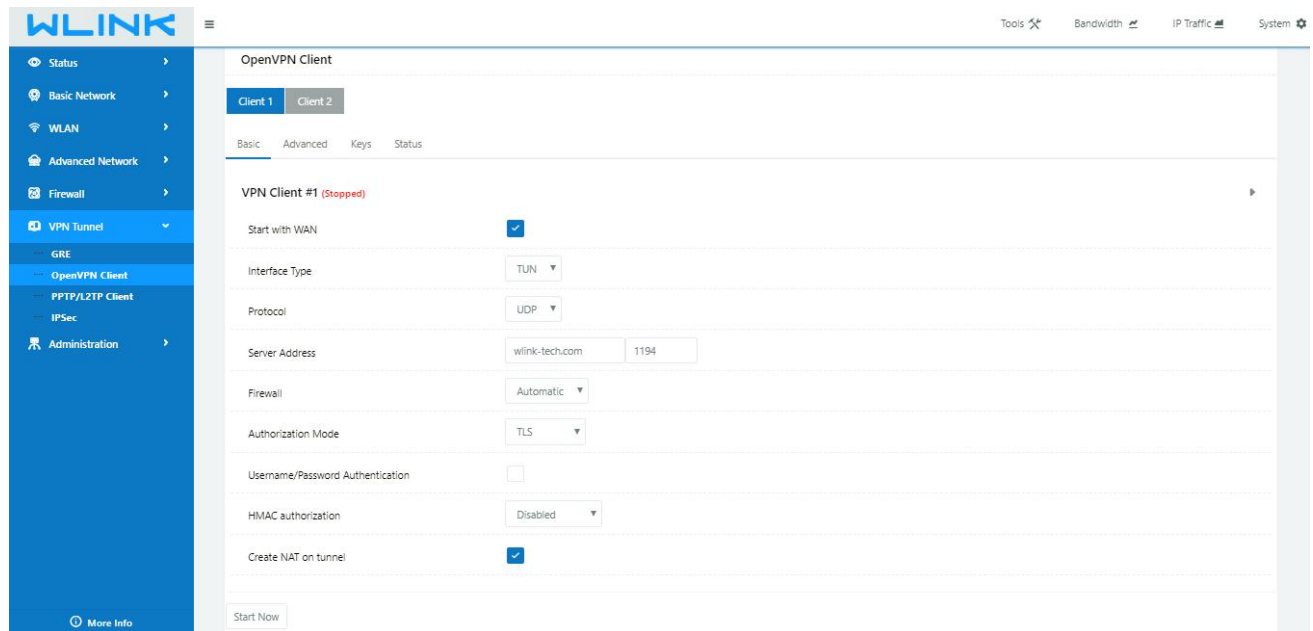 WLINK
Tools Bandwidth IP Traffic System
Status
Basic Network
WLAN
Advanced Network
Firewall
VPN Tunnel
GRE
OpenVPN Client
PPTP/L2TP Client
IPSec
Administration
More Info
OpenVPN Client
Client 1 Client 2
Basic Advanced Keys Status
VPN Client #1 (Stopped)
Start with WAN
Interface Type TUN
Protocol UDP
Server Address wlink-tech.com 1194
Firewall Automatic
Authorization Mode TLS
Username/Password Authentication
HMAC authorization Disabled
Create NAT on tunnel
Start Now